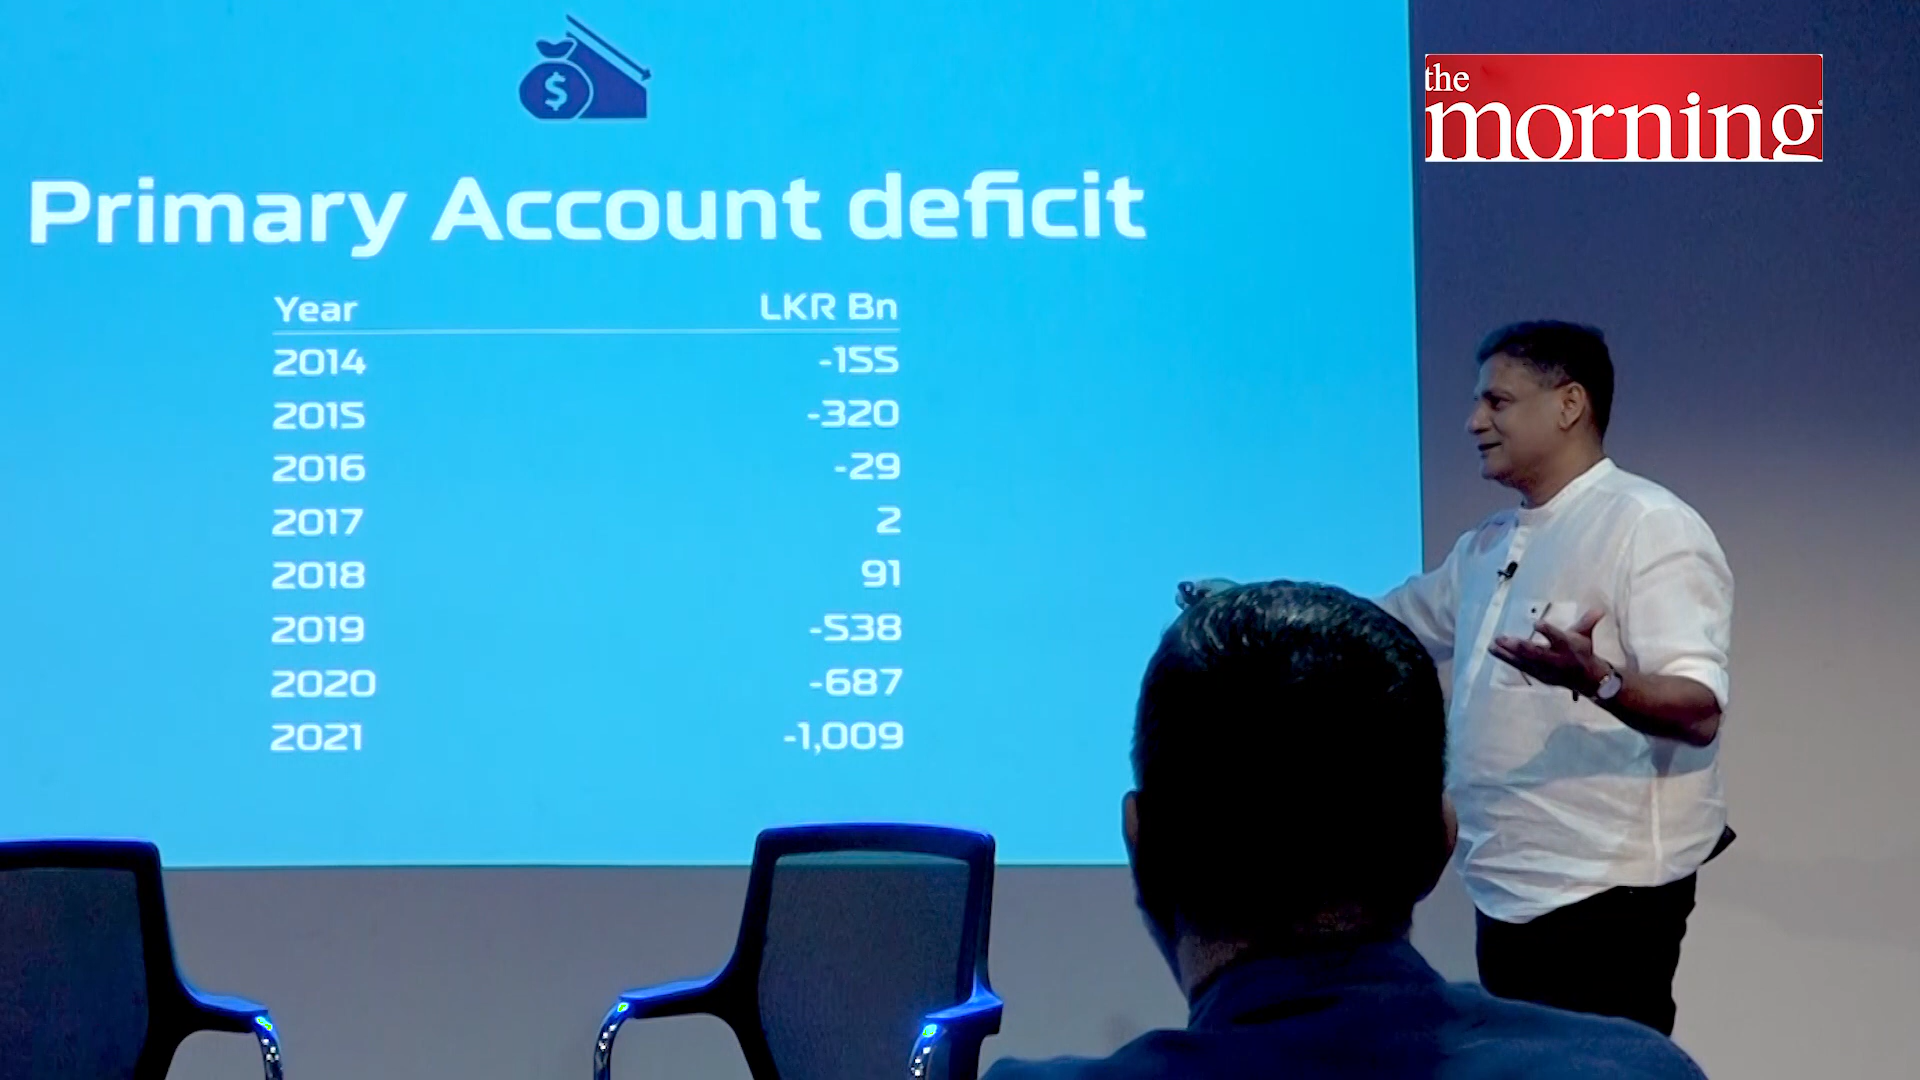 $
the
morning
Primary Account deficit
Year LKR Bn
2014 -155
2015 -320
2016 -29
2017 2
2018 91
2019 -538
2020 -687
2021 -1,009